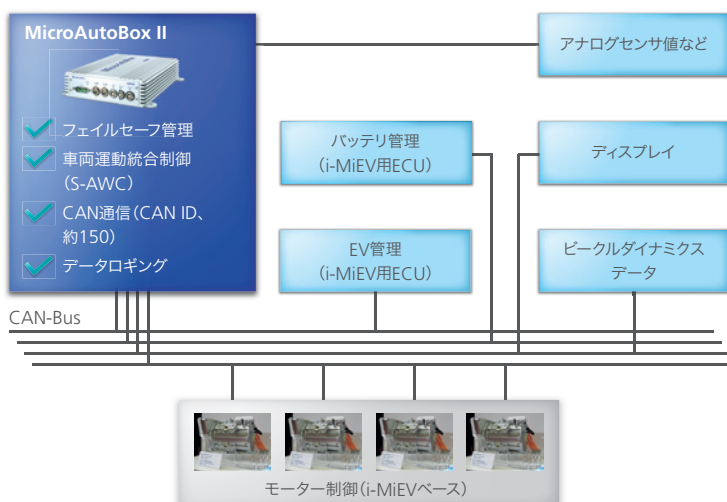 MicroAutoBox II
フェイルセーフ管理
車両運動統合制御
(S-AWC)
CAN通信(CAN ID、
約150)
データロギング
アナログセンサ値など
バッテリ管理
(i-MiEV用ECU)
ディスプレイ
EV管理
(i-MiEV用ECU)
ビークルダイナミクス
データ
CAN-Bus
モーター制御(i-MiEVベース)